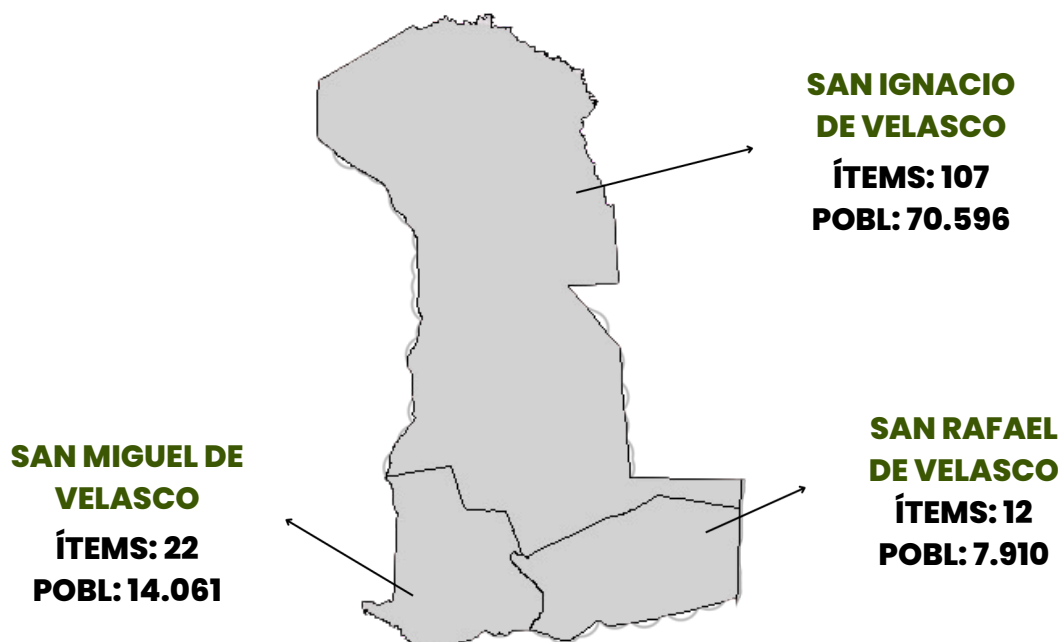 SAN IGNACIO
DE VELASCO
ÍTEMS: 107
POBL: 70.596
SAN MIGUEL DE
VELASCO
ÍTEMS: 22
POBL: 14.061
SAN RAFAEL
DE VELASCO
ÍTEMS: 12
POBL: 7.910